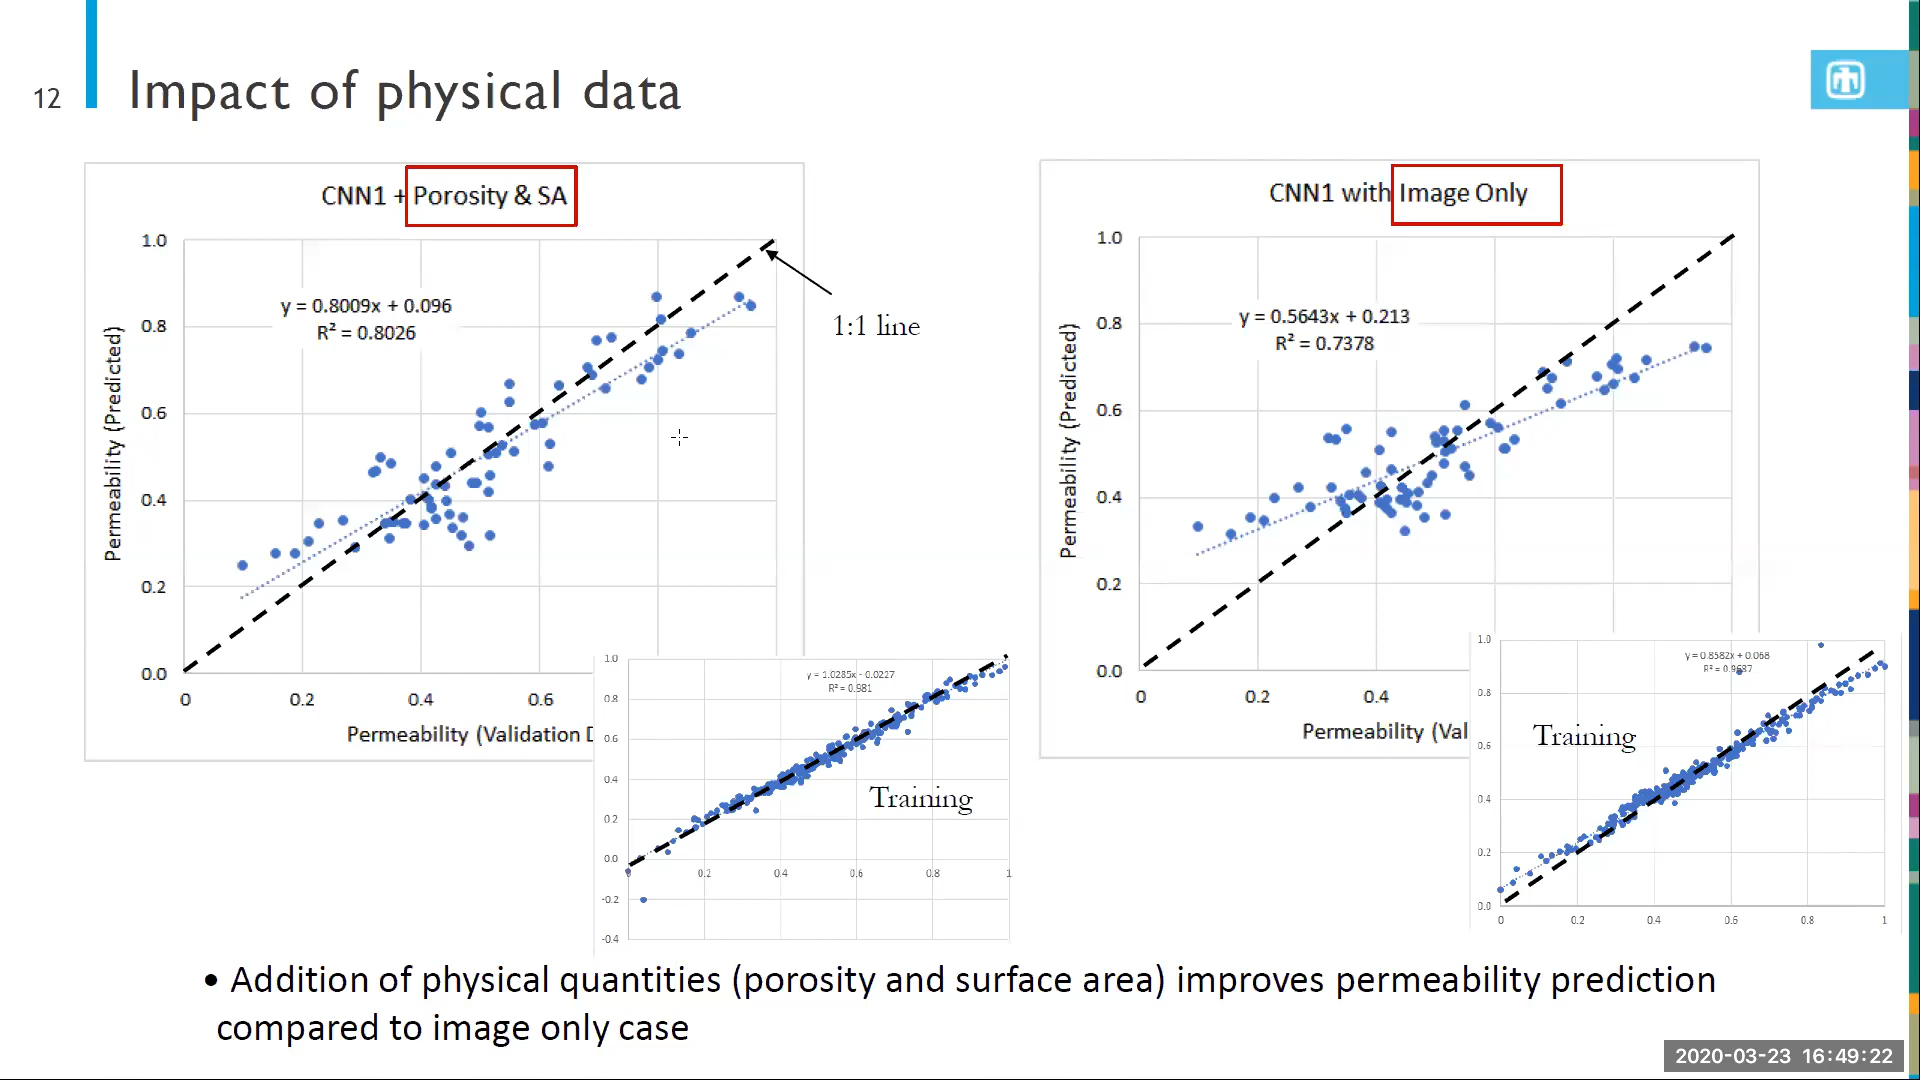 12
Impact of physical data
CNN1 + Porosity & SA
1.0
0.8
0.6
0.4
0.2
0.0
Permeability (Predicted)
y = 0.8009x + 0.096
R² = 0.8026
0
0.2
0.4
0.6
Permeability (Validation D
1:1 line
1.0
0.8
0.6
0.4
0.2
0.0
-0.2
-0.4
y = 1.0285x - 0.0227
R² = 0.981
Training
0
0.2
0.4
0.6
0.8
1
CNN1 with Image Only
1.0
0.8
0.6
0.4
0.2
0.0
Permeability (Predicted)
y = 0.5643x + 0.213
R² = 0.7378
0
0.2
0.4
Permeability (Val
1.0
0.8
0.6
0.4
0.2
0.0
y = 0.8582x + 0.068
R² = 0.9687
Training
0
0.2
0.4
0.6
0.8
1
• Addition of physical quantities (porosity and surface area) improves permeability prediction
compared to image only case
2020-03-23 16:49:22